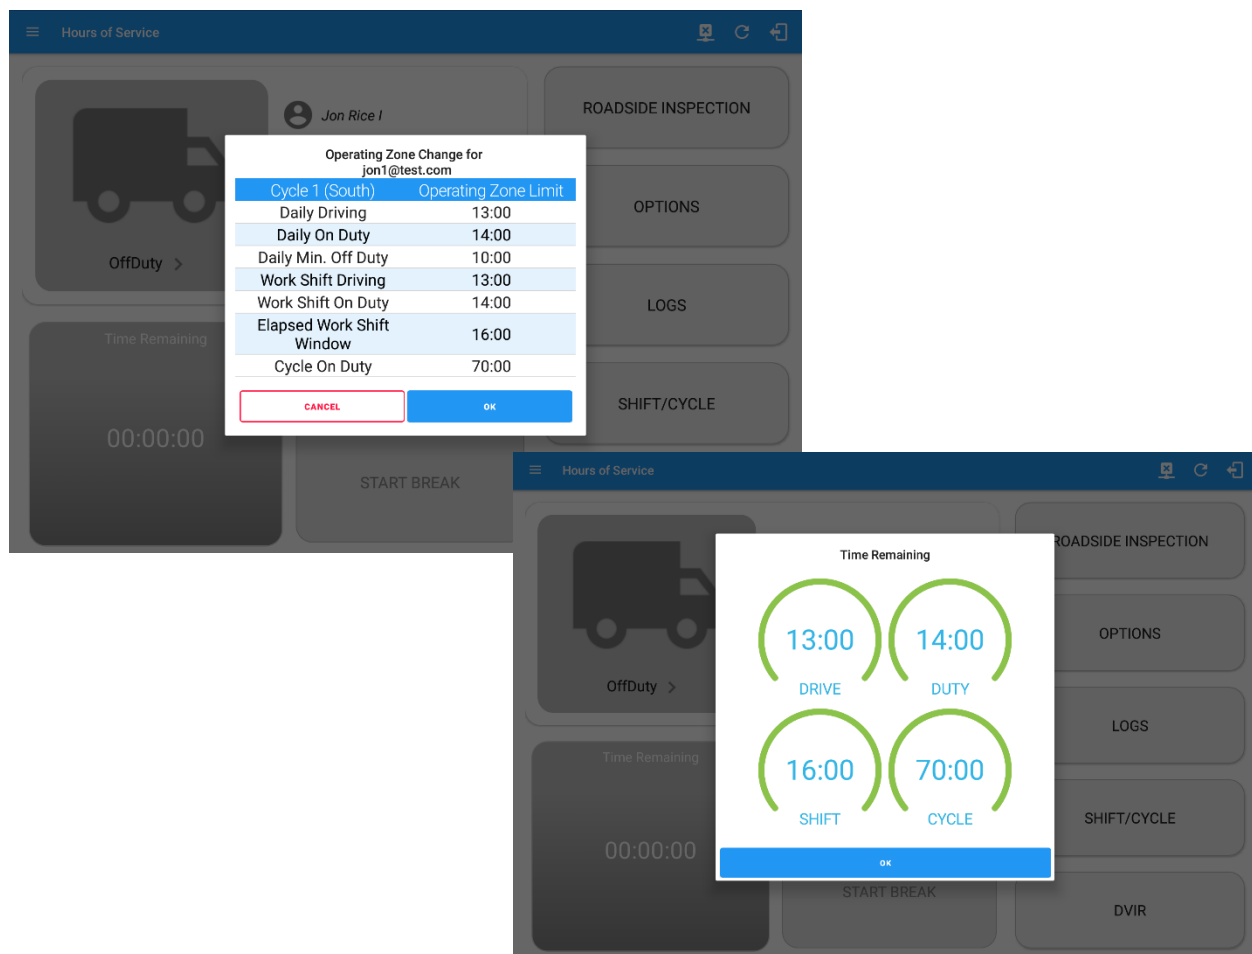 Hours of Service
Jon Rice I
ROADSIDE INSPECTION
Operating Zone Change for
jon1@test.com
Cycle 1 (South) Operating Zone Limit
Daily Driving 13:00
Daily On Duty 14:00
Daily Min. Off Duty 10:00
Work Shift Driving 13:00
Work Shift On Duty 14:00
Elapsed Work Shift
Window 16:00
Cycle On Duty 70:00
CANCEL OK
OffDuty
OPTIONS
LOGS
SHIFT/CYCLE
Time Remaining
00:00:00
START BREAK
Hours of Service
ROADSIDE INSPECTION
Time Remaining
13:00 14:00
DRIVE DUTY
16:00 70:00
SHIFT CYCLE
OK
OffDuty
OPTIONS
LOGS
SHIFT/CYCLE
DVIR
Time Remaining
00:00:00
START BREAK